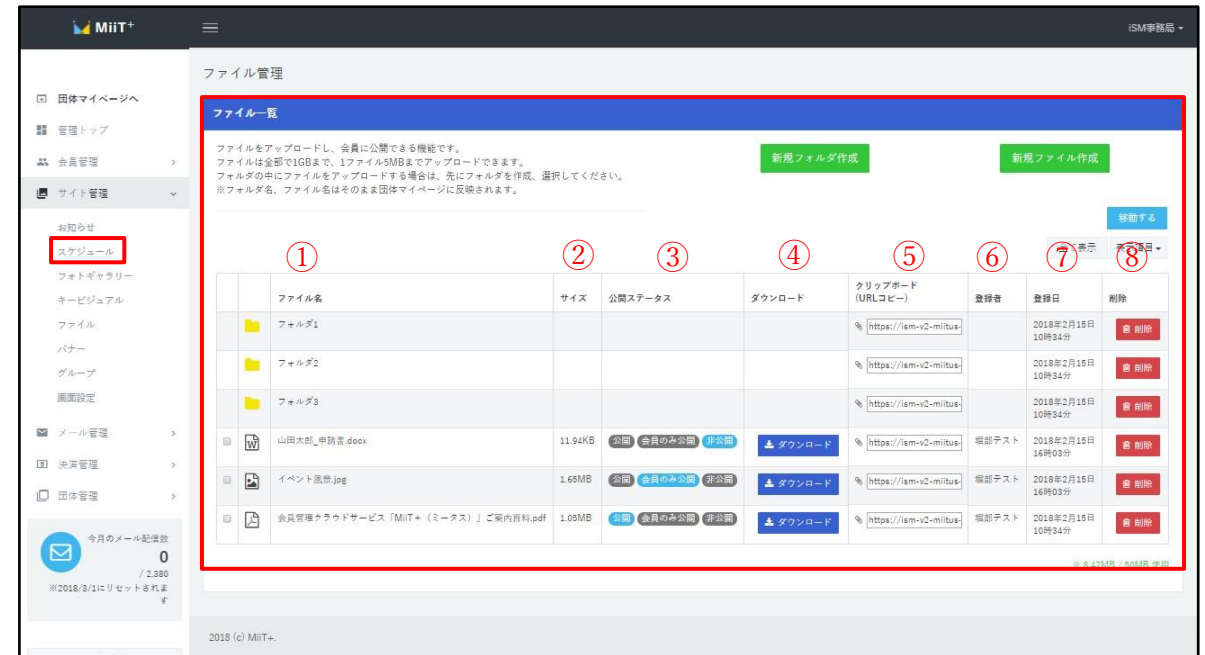 MiiT+
iSM事務局
ファイル管理
団体マイページへ
管理トップ
会員管理
サイト管理
お知らせ
スケジュール
フォトギャラリー
キービジュアル
ファイル
バナー
グループ
画面設定
メール管理
決済管理
団体管理
今月のメール配信数
0
/ 2,380
※2018/3/1にリセットされま
す
ファイル一覧
ファイルをアップロードし、会員に公開できる機能です。
ファイルは全部で1GBまで、1ファイル5MBまでアップロードできます。
フォルダの中にファイルをアップロードする場合は、先にフォルダを作成、選択してください。
※フォルダ名、ファイル名はそのまま団体マイページに反映されます。
新規フォルダ作成 新規ファイル作成
移動する
表示
① ② ③ ④ ⑤ ⑥ ⑦ ⑧
ファイル名 サイズ 公開ステータス ダウンロード クリップボード
(URLコピー) 登録者 登録日 削除
フォルダ1 https://ism-v2-miitus- 2018年2月15日
10時34分 削除
フォルダ2 https://ism-v2-miitus- 2018年2月15日
10時34分 削除
フォルダ3 https://ism-v2-miitus- 2018年2月15日
10時34分 削除
山田太郎_申請書.docx 11.94KB 公開 会員のみ公開 非公開 ダウンロード https://ism-v2-miitus- 堀部テスト 2018年2月15日
16時03分 削除
イベント風景.jpg 1.65MB 公開 会員のみ公開 非公開 ダウンロード https://ism-v2-miitus- 堀部テスト 2018年2月15日
16時03分 削除
会員管理クラウドサービス「MiiT+（ミータス）」ご案内資料.pdf 1.05MB 公開 会員のみ公開 非公開 ダウンロード https://ism-v2-miitus- 堀部テスト 2018年2月15日
10時34分 削除
※ 8.47MB / 50MB 使用
2018 (c) MiiT+.